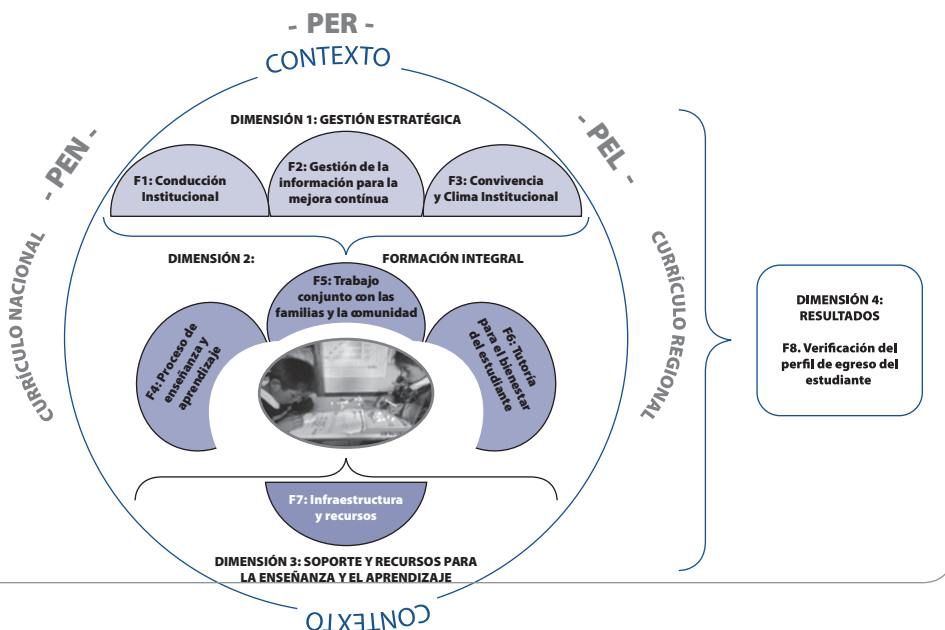 - PER -
CONTEXTO
- PEN -
- PEL -
CURRÍCULO NACIONAL
CURRÍCULO REGIONAL
DIMENSIÓN 1: GESTIÓN ESTRATÉGICA
F1: Conducción
Institucional
F2: Gestión de la
información para la
mejora contínua
F3: Convivencia
y Clima Institucional
DIMENSIÓN 2:
FORMACIÓN INTEGRAL
F5: Trabajo
conjunto con las
familias y la comunidad
F4: Proceso de
enseñanza y
aprendizaje
F6: Tutoría
para el bienestar
del estudiante
F7: Infraestructura
y recursos
DIMENSIÓN 3: SOPORTE Y RECURSOS PARA
LA ENSEÑANZA Y EL APRENDIZAJE
CONTEXTO
DIMENSIÓN 4:
RESULTADOS
F8. Verificación del
perfil de egreso del
estudiante